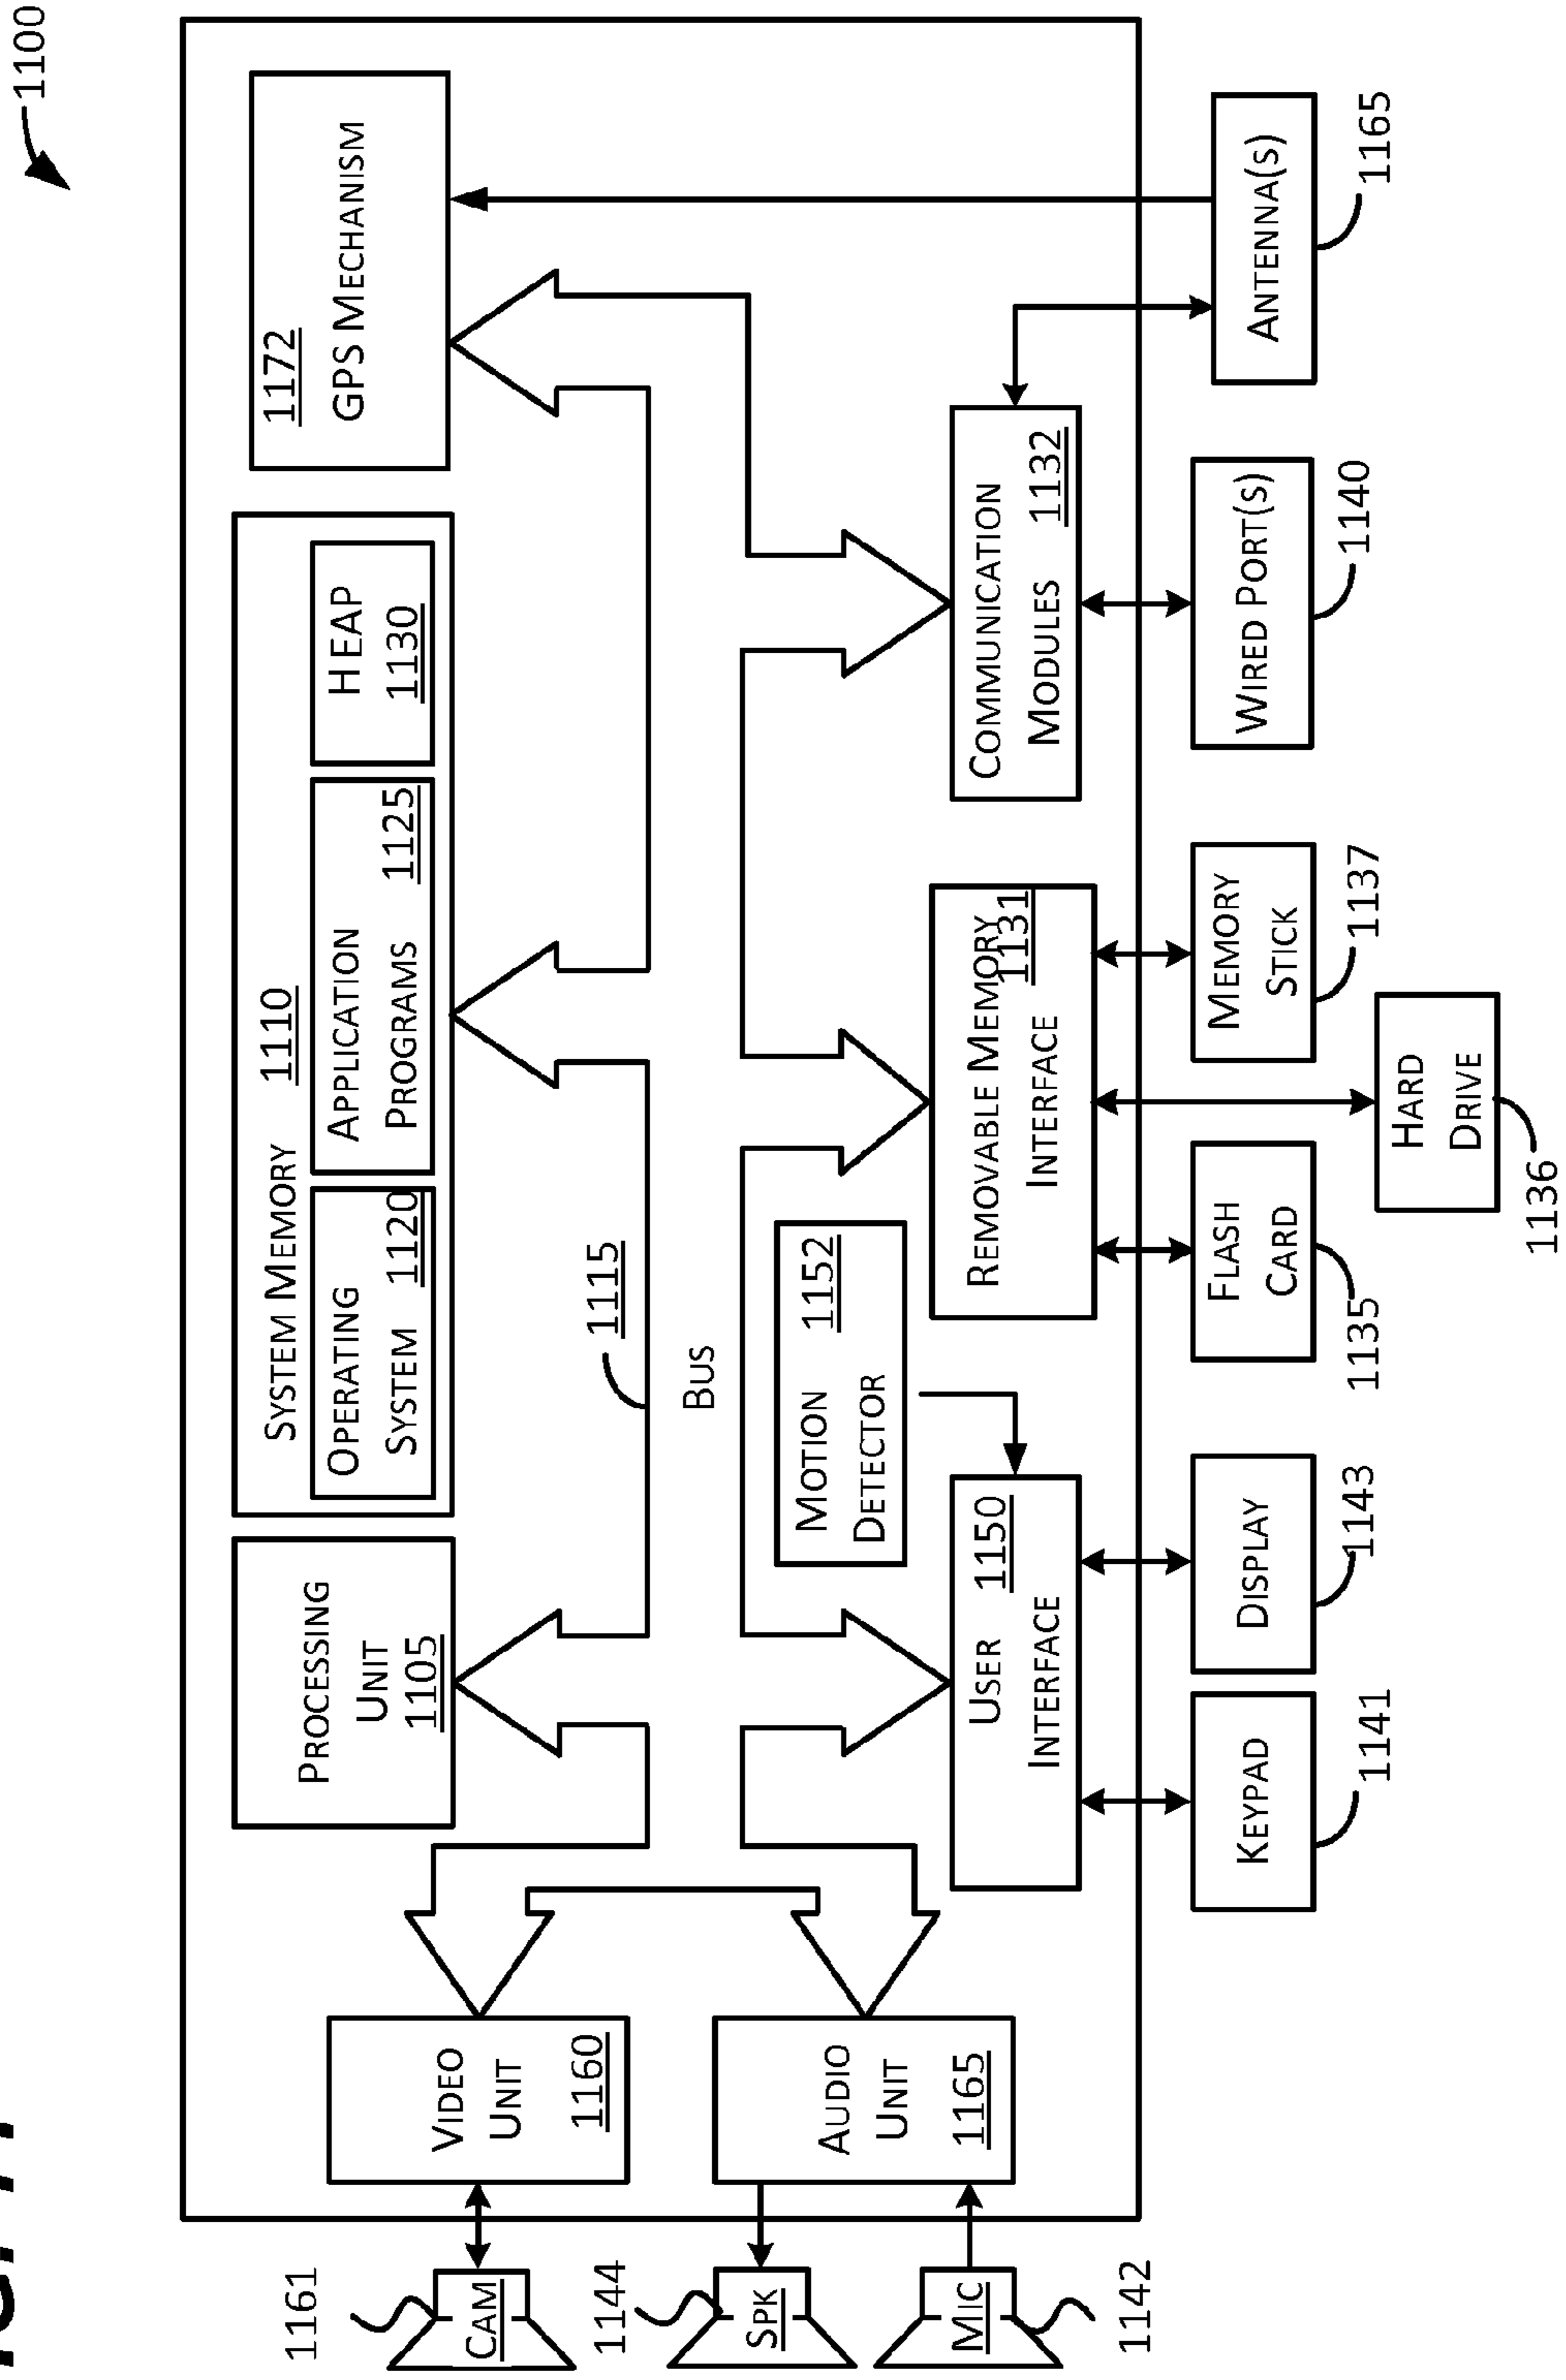 1100
PROCESSING
UNIT
1105
SYSTEM MEMORY 1110
OPERATING
SYSTEM 1120
APPLICATION
PROGRAMS 1125
HEAP
1130
1172
GPS MECHANISM
1161
CAM
VIDEO
UNIT
1160
1115
BUS
1144
SPK
MIC
1142
AUDIO
UNIT
1165
MOTION 1152
DETECTOR
USER 1150
INTERFACE
REMOVABLE MEMORY
1131
INTERFACE
COMMUNICATION
MODULES 1132
KEYPAD
1141
DISPLAY
1143
FLASH
CARD
1135
MEMORY
STICK
1137
WIRED PORT(S)
1140
ANTENNA(S)
1165
HARD
DRIVE
1136